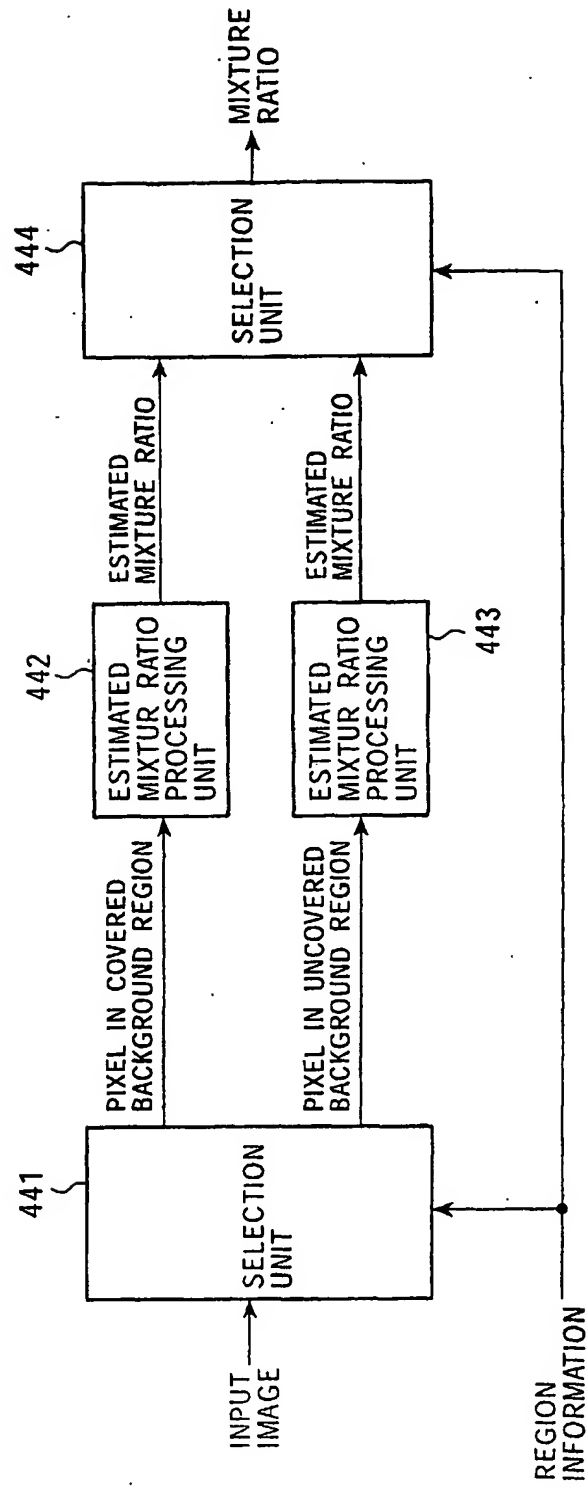 INPUT
IMAGE
441
SELECTION
UNIT
PIXEL IN COVERED
BACKGROUND REGION
PIXEL IN UNCOVERED
BACKGROUND REGION
442
ESTIMATED
MIXTUR RATIO
PROCESSING
UNIT
ESTIMATED
MIXTUR RATIO
PROCESSING
UNIT
443
ESTIMATED
MIXTURE RATIO
ESTIMATED
MIXTURE RATIO
444
SELECTION
UNIT
MIXTURE
RATIO
REGION
INFORMATION